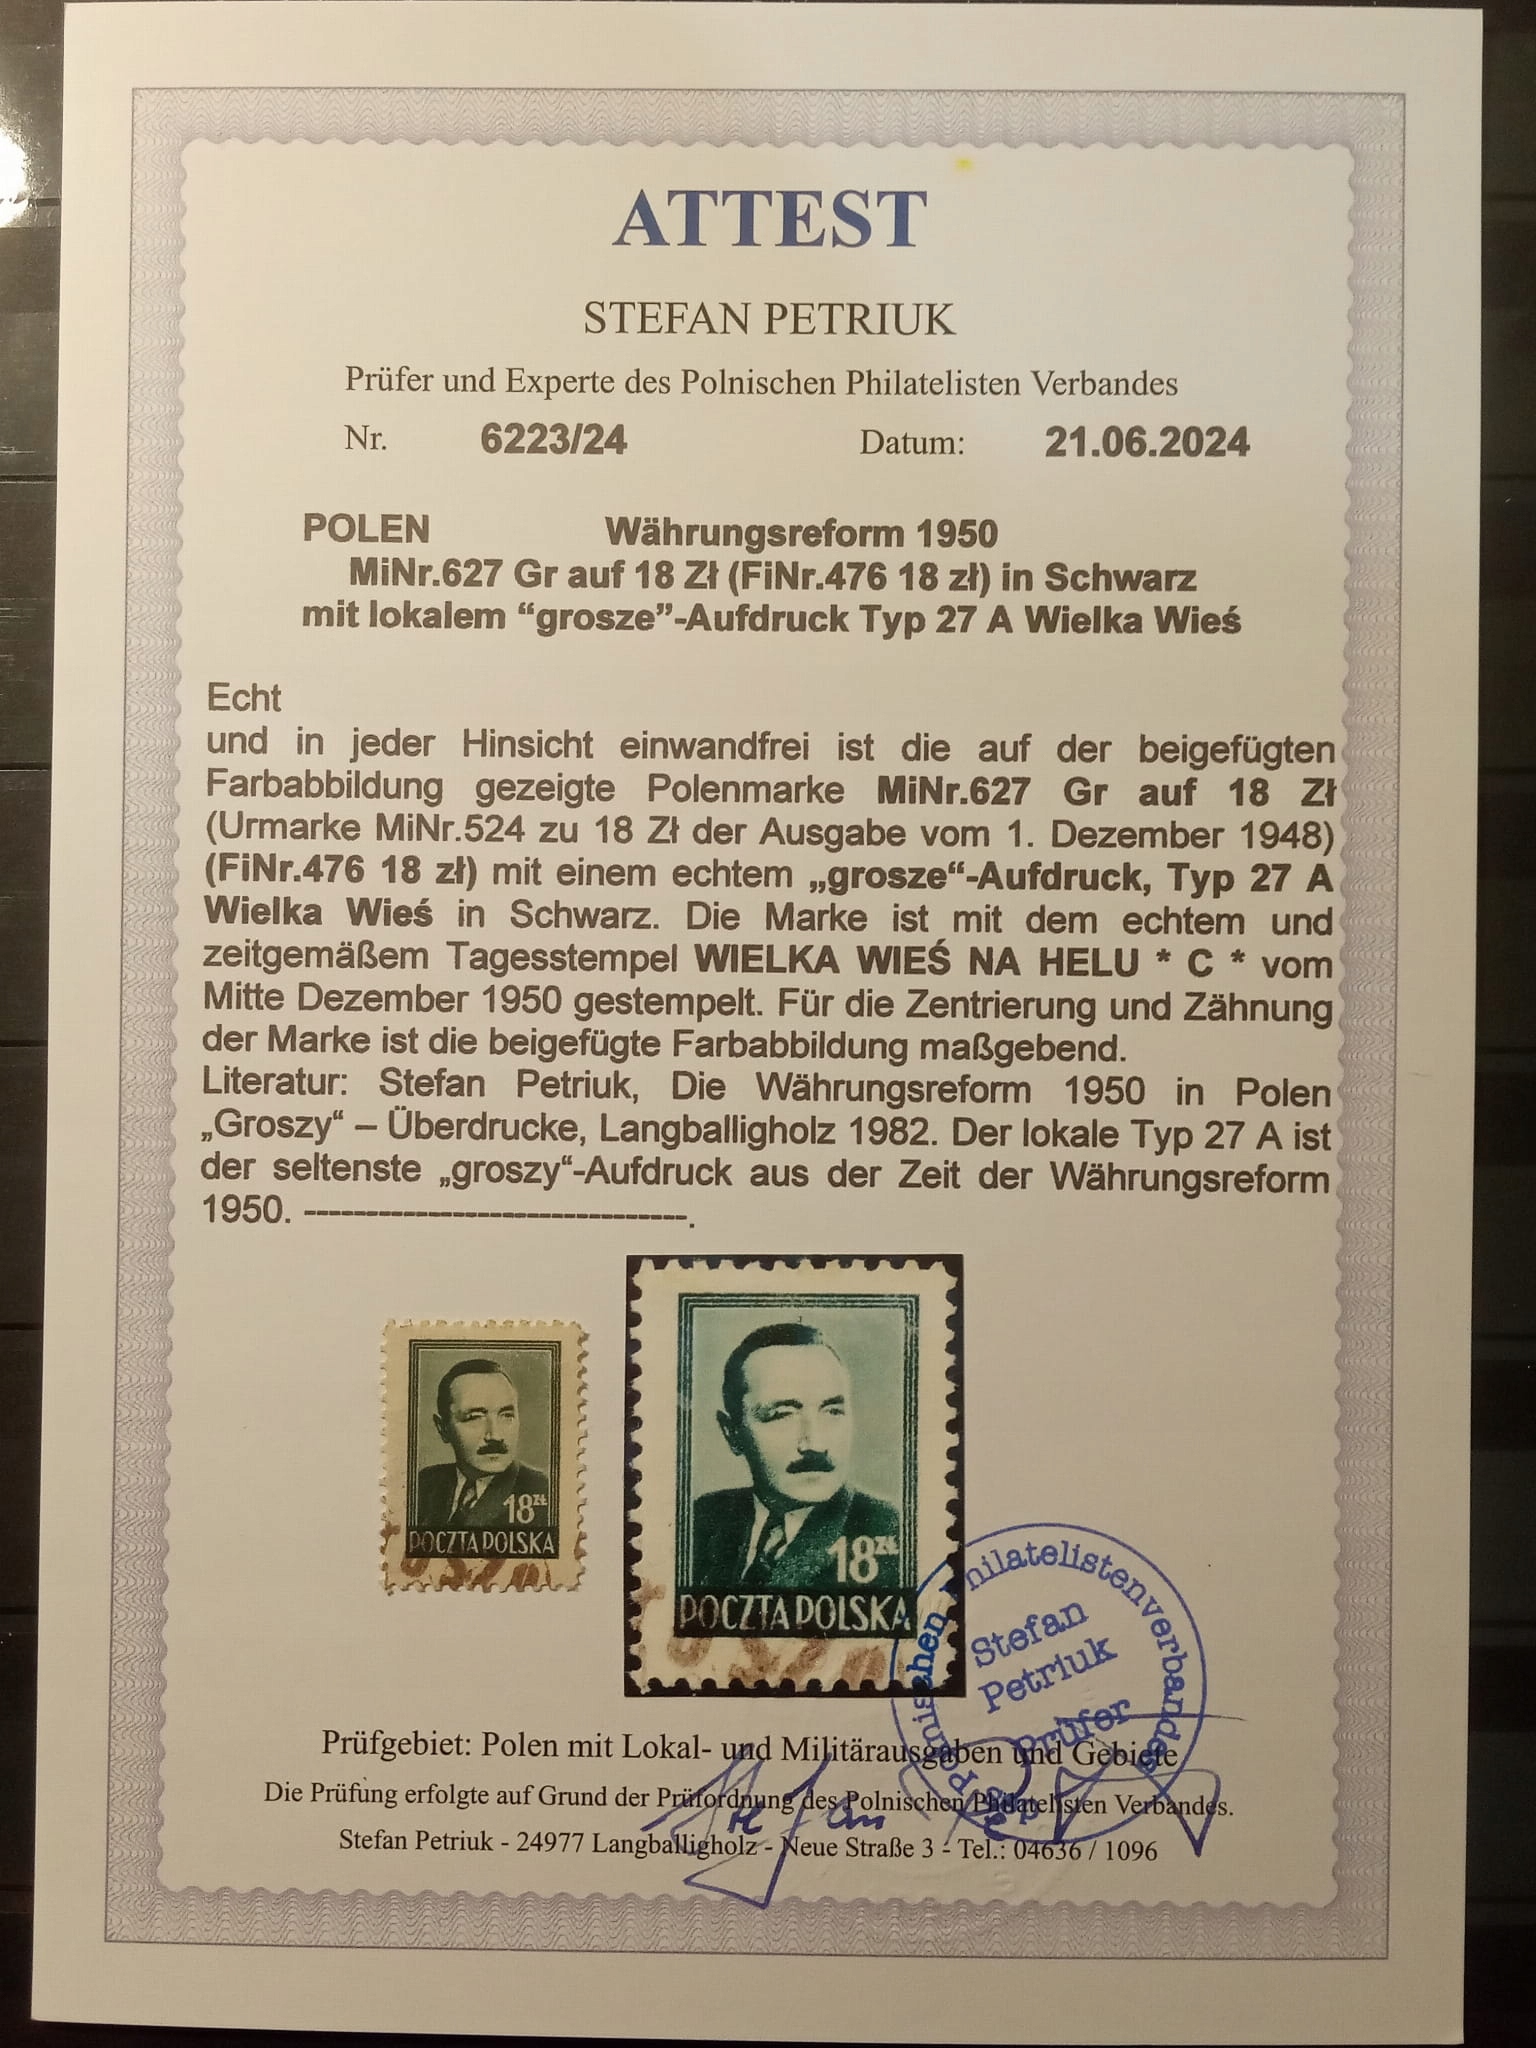 ATTEST
STEFAN PETRIUK
Prüfer und Experte des Polnischen Philatelisten Verbandes
Nr. 6223/24 Datum: 21.06.2024
POLEN Währungsreform 1950
MiNr.627 Gr auf 18 Zł (FiNr.476 18 zł) in Schwarz
mit lokalem “grosze”-Aufdruck Typ 27 A Wielka Wieś
Echt
und in jeder Hinsicht einwandfrei ist die auf der beigefügten
Farbabbildung gezeigte Polenmarke MiNr.627 Gr auf 18 Zł
(Urmarke MiNr.524 zu 18 Zł der Ausgabe vom 1. Dezember 1948)
(FiNr.476 18 zł) mit einem echtem „grosze“-Aufdruck, Typ 27 A
Wielka Wieś in Schwarz. Die Marke ist mit dem echtem und
zeitgemäßem Tagesstempel WIELKA WIEŚ NA HELU * C * vom
Mitte Dezember 1950 gestempelt. Für die Zentrierung und Zähnung
der Marke ist die beigefügte Farbabbildung maßgebend.
Literatur: Stefan Petriuk, Die Währungsreform 1950 in Polen
„Groszy“ – Überdrucke, Langballigholz 1982. Der lokale Typ 27 A ist
der seltenste „groszy“-Aufdruck aus der Zeit der Währungsreform
1950. --------------------------------.
18 ZŁ
POCZTA POLSKA
18 ZŁ
POCZTA POLSKA
Philatelistenverbandes
Stefan
Petriuk
Prüfer
Prüfgebiet: Polen mit Lokal- und Militärausgaben und Gebiete
Die Prüfung erfolgte auf Grund der Prüfordnung des Polnischen Philatelisten Verbandes.
Stefan Petriuk - 24977 Langballigholz - Neue Straße 3 - Tel.: 04636 / 1096